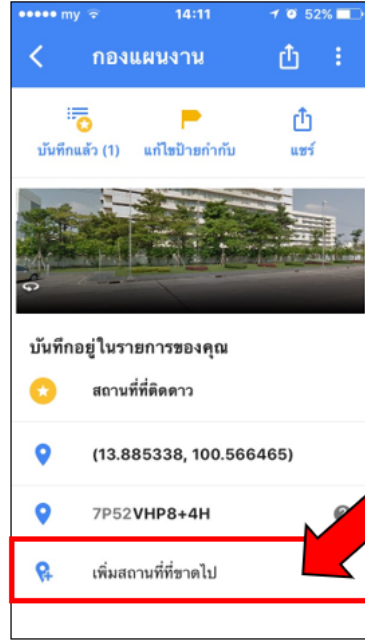 my 14:11 52%
กองแผนงาน
บันทึกแล้ว (1) แก้ไขป้ายกำกับ แชร์
บันทึกอยู่ในรายการของคุณ
สถานที่ที่ติดดาว
(13.885338, 100.566465)
7P52VHP8+4H
เพิ่มสถานที่ที่ขาดไป